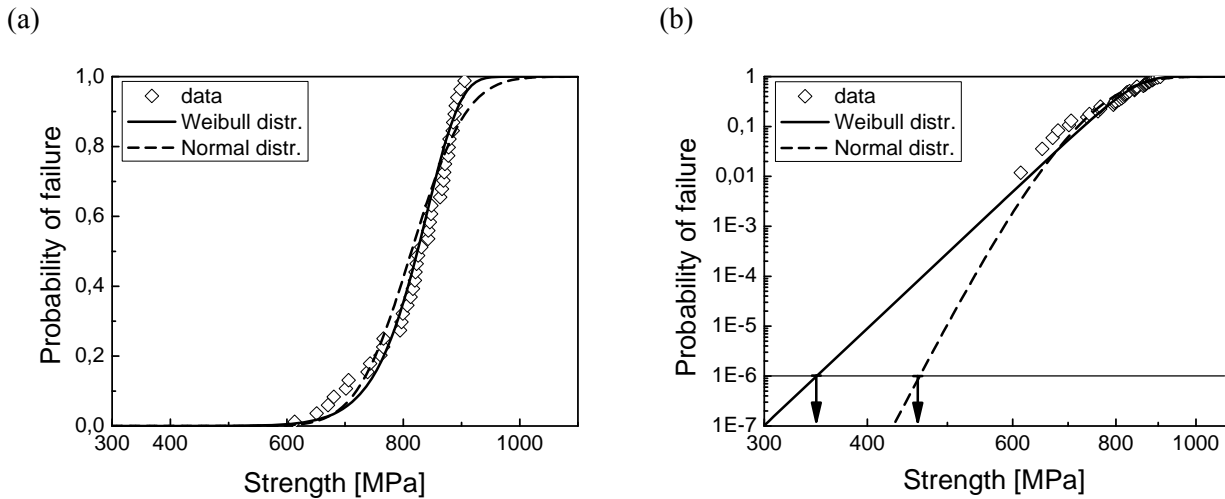 (a)
1,0
0,8
0,6
0,4
0,2
0,0
Probability of failure
data
Weibull distr.
Normal distr.
300 400 600 800 1000
Strength [MPa]
(b)
1
0,1
0,01
1E-3
1E-4
1E-5
1E-6
1E-7
Probability of failure
data
Weibull distr.
Normal distr.
300 400 600 800 1000
Strength [MPa]